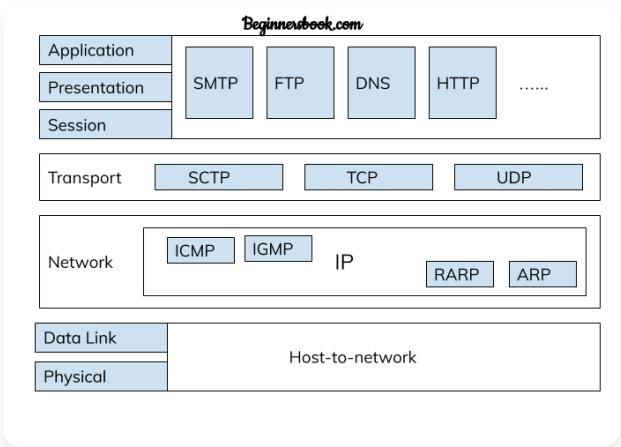 Beginnersbook.com
Application
Presentation
Session
SMTP FTP DNS HTTP ......
Transport SCTP TCP UDP
Network
ICMP IGMP IP
RARP ARP
Data Link
Physical
Host-to-network